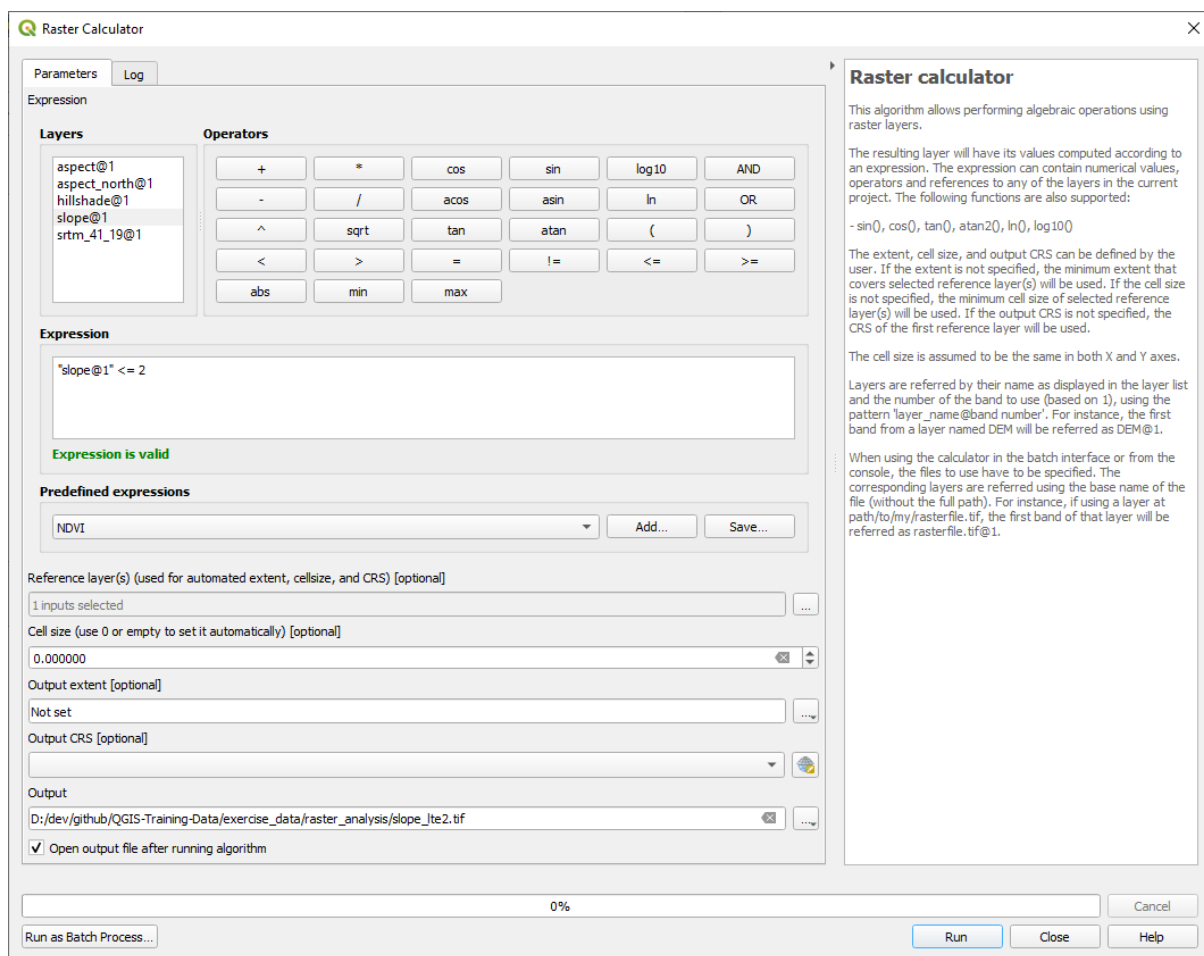 Raster Calculator
Parameters
Log
Expression
Layers
aspect@1
aspect_north@1
hillshade@1
slope@1
srtm_41_19@1
Operators
+ * cos sin log10 AND
- / acos asin ln OR
^ sqrt tan atan ( )
< > = != <= >=
abs min max
Expression
"slope@1" <= 2
Expression is valid
Predefined expressions
NDVI
Add...
Save...
Reference layer(s) (used for automated extent, cellsize, and CRS) [optional]
1 inputs selected
...
Cell size (use 0 or empty to set it automatically) [optional]
0.000000
Output extent [optional]
Not set
...
Output CRS [optional]
Output
D:/dev/github/QGIS-Training-Data/exercise_data/raster_analysis/slope_lte2.tif
...
Open output file after running algorithm
Raster calculator
This algorithm allows performing algebraic operations using
raster layers.
The resulting layer will have its values computed according to
an expression. The expression can contain numerical values,
operators and references to any of the layers in the current
project. The following functions are also supported:
- sin(), cos(), tan(), atan2(), ln(), log10()
The extent, cell size, and output CRS can be defined by the
user. If the extent is not specified, the minimum extent that
covers selected reference layer(s) will be used. If the cell size
is not specified, the minimum cell size of selected reference
layer(s) will be used. If the output CRS is not specified, the
CRS of the first reference layer will be used.
The cell size is assumed to be the same in both X and Y axes.
Layers are referred by their name as displayed in the layer list
and the number of the band to use (based on 1), using the
pattern 'layer_name@band number'. For instance, the first
band from a layer named DEM will be referred as DEM@1.
When using the calculator in the batch interface or from the
console, the files to use have to be specified. The
corresponding layers are referred using the base name of the
file (without the full path). For instance, if using a layer at
path/to/my/rasterfile.tif, the first band of that layer will be
referred as rasterfile.tif@1.
0%
Cancel
Run as Batch Process...
Run
Close
Help